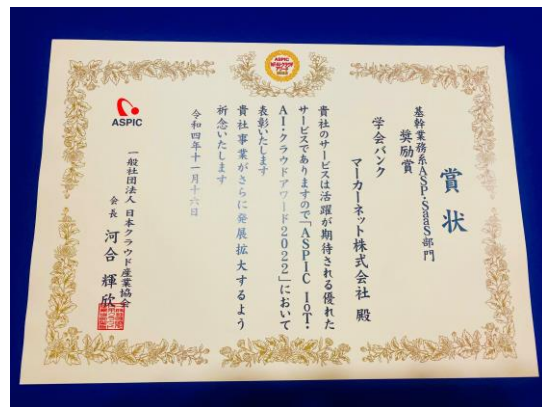 賞状
基幹業務系ASP・SaaS部門
奨励賞
学会バンク
マーカーネット株式会社 殿
貴社のサービスは活躍が期待される優れた
サービスでありますので「ASPIC IoT・
AI・クラウドアワード2022」において
表彰いたします
貴社事業がさらに発展拡大するよう
祈念いたします
令和四年十一月十六日
ASPIC
一般社団法人 日本クラウド産業協会
会長 河合 輝欣